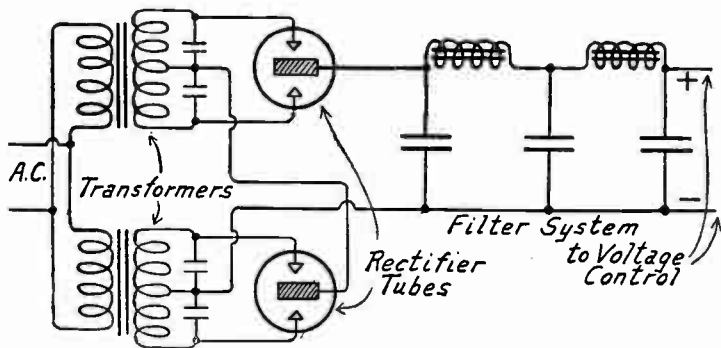 +
A.C.
Transformers
−
Filter System
to Voltage
Control
Rectifier
Tubes